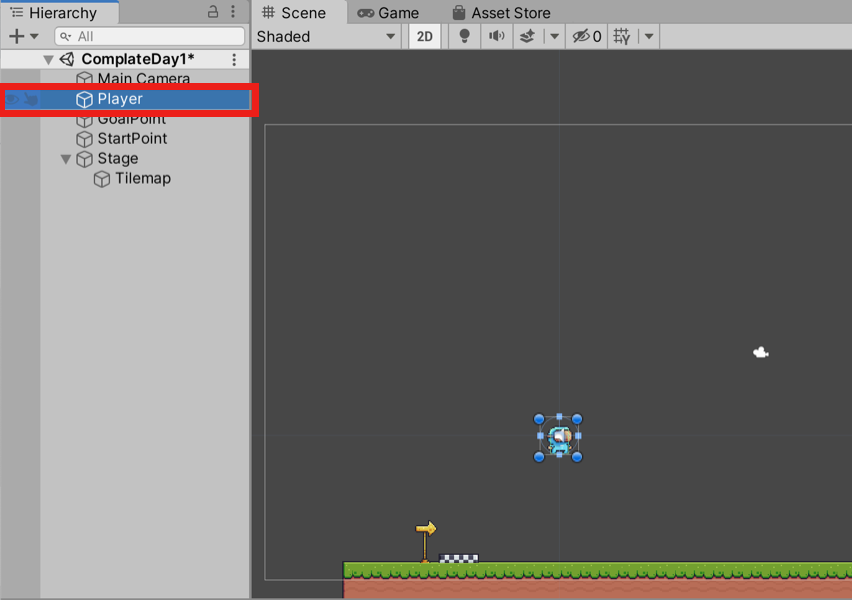 Hierarchy
All
ComplateDay1*
Main Camera
Player
GoalPoint
StartPoint
Stage
Tilemap
Scene Game Asset Store
Shaded 2D 0